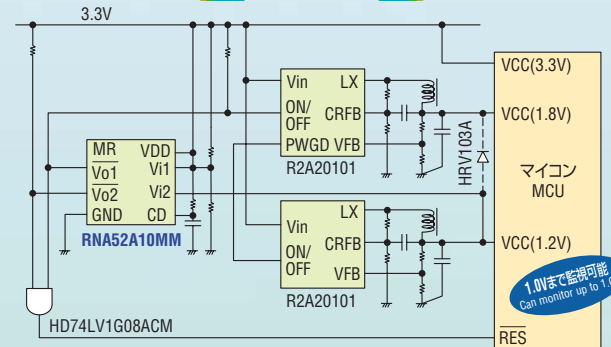 3.3V
Vin
LX
ON/
OFF
CRFB
PWGD
VFB
R2A20101
VCC(3.3V)
VCC(1.8V)
HRV103A
マイコン
MCU
VCC(1.2V)
RES
MR
VDD
Vo1
Vi1
Vo2
Vi2
GND
CD
RNA52A10MM
Vin
LX
ON/
OFF
CRFB
VFB
R2A20101
HD74LV1G08ACM
1.0Vまで監視可能
Can monitor up to 1.0